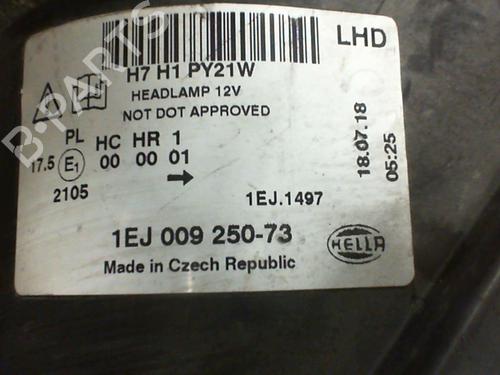 LHD
H7 H1 PY21W
HEADLAMP 12V
NOT DOT APPROVED
PL HC HR 1
17.5 E1 00 00 01
2105
18.07.18
05:25
1EJ.1497
1EJ 009 250-73
HELLA
Made in Czech Republic
B-PARTS